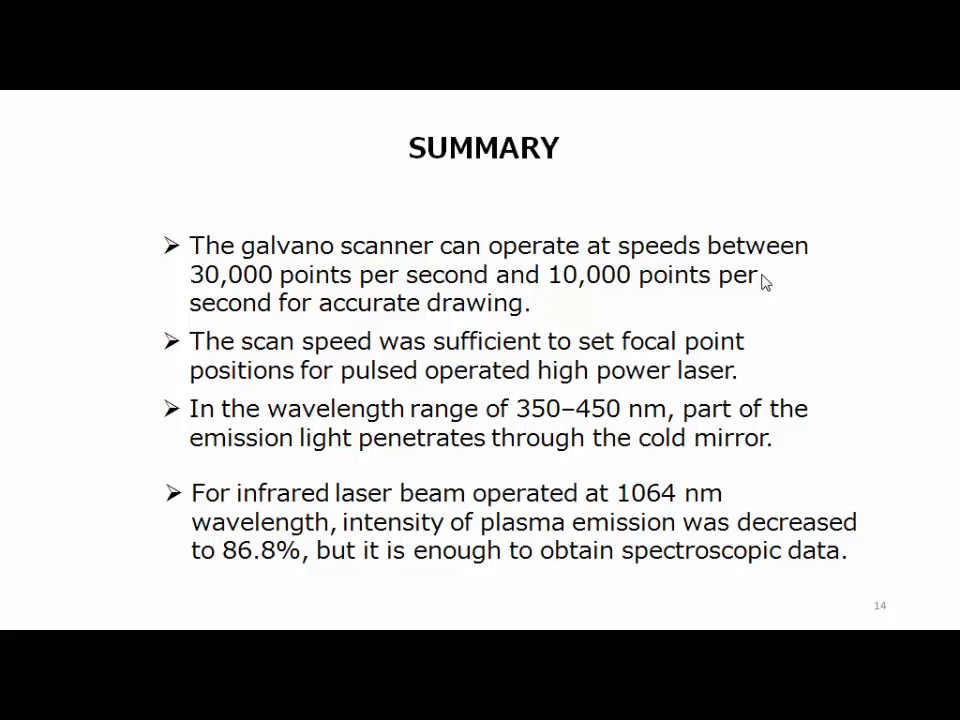 SUMMARY
➢ The galvano scanner can operate at speeds between
30,000 points per second and 10,000 points per
second for accurate drawing.
➢ The scan speed was sufficient to set focal point
positions for pulsed operated high power laser.
➢ In the wavelength range of 350–450 nm, part of the
emission light penetrates through the cold mirror.
➢ For infrared laser beam operated at 1064 nm
wavelength, intensity of plasma emission was decreased
to 86.8%, but it is enough to obtain spectroscopic data.
14